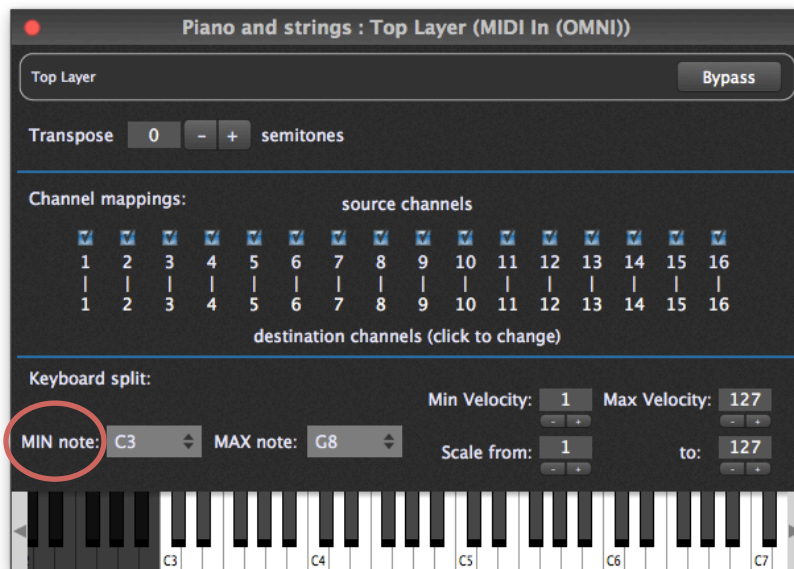 Piano and strings : Top Layer (MIDI In (OMNI))
Top Layer Bypass
Transpose 0 - + semitones
Channel mappings: source channels
1 2 3 4 5 6 7 8 9 10 11 12 13 14 15 16
1 2 3 4 5 6 7 8 9 10 11 12 13 14 15 16
destination channels (click to change)
Keyboard split:
Min Velocity: 1 Max Velocity: 127
- + - +
MIN note: C3 MAX note: G8 Scale from: 1 to: 127
- + - +
C3 C4 C5 C6 C7